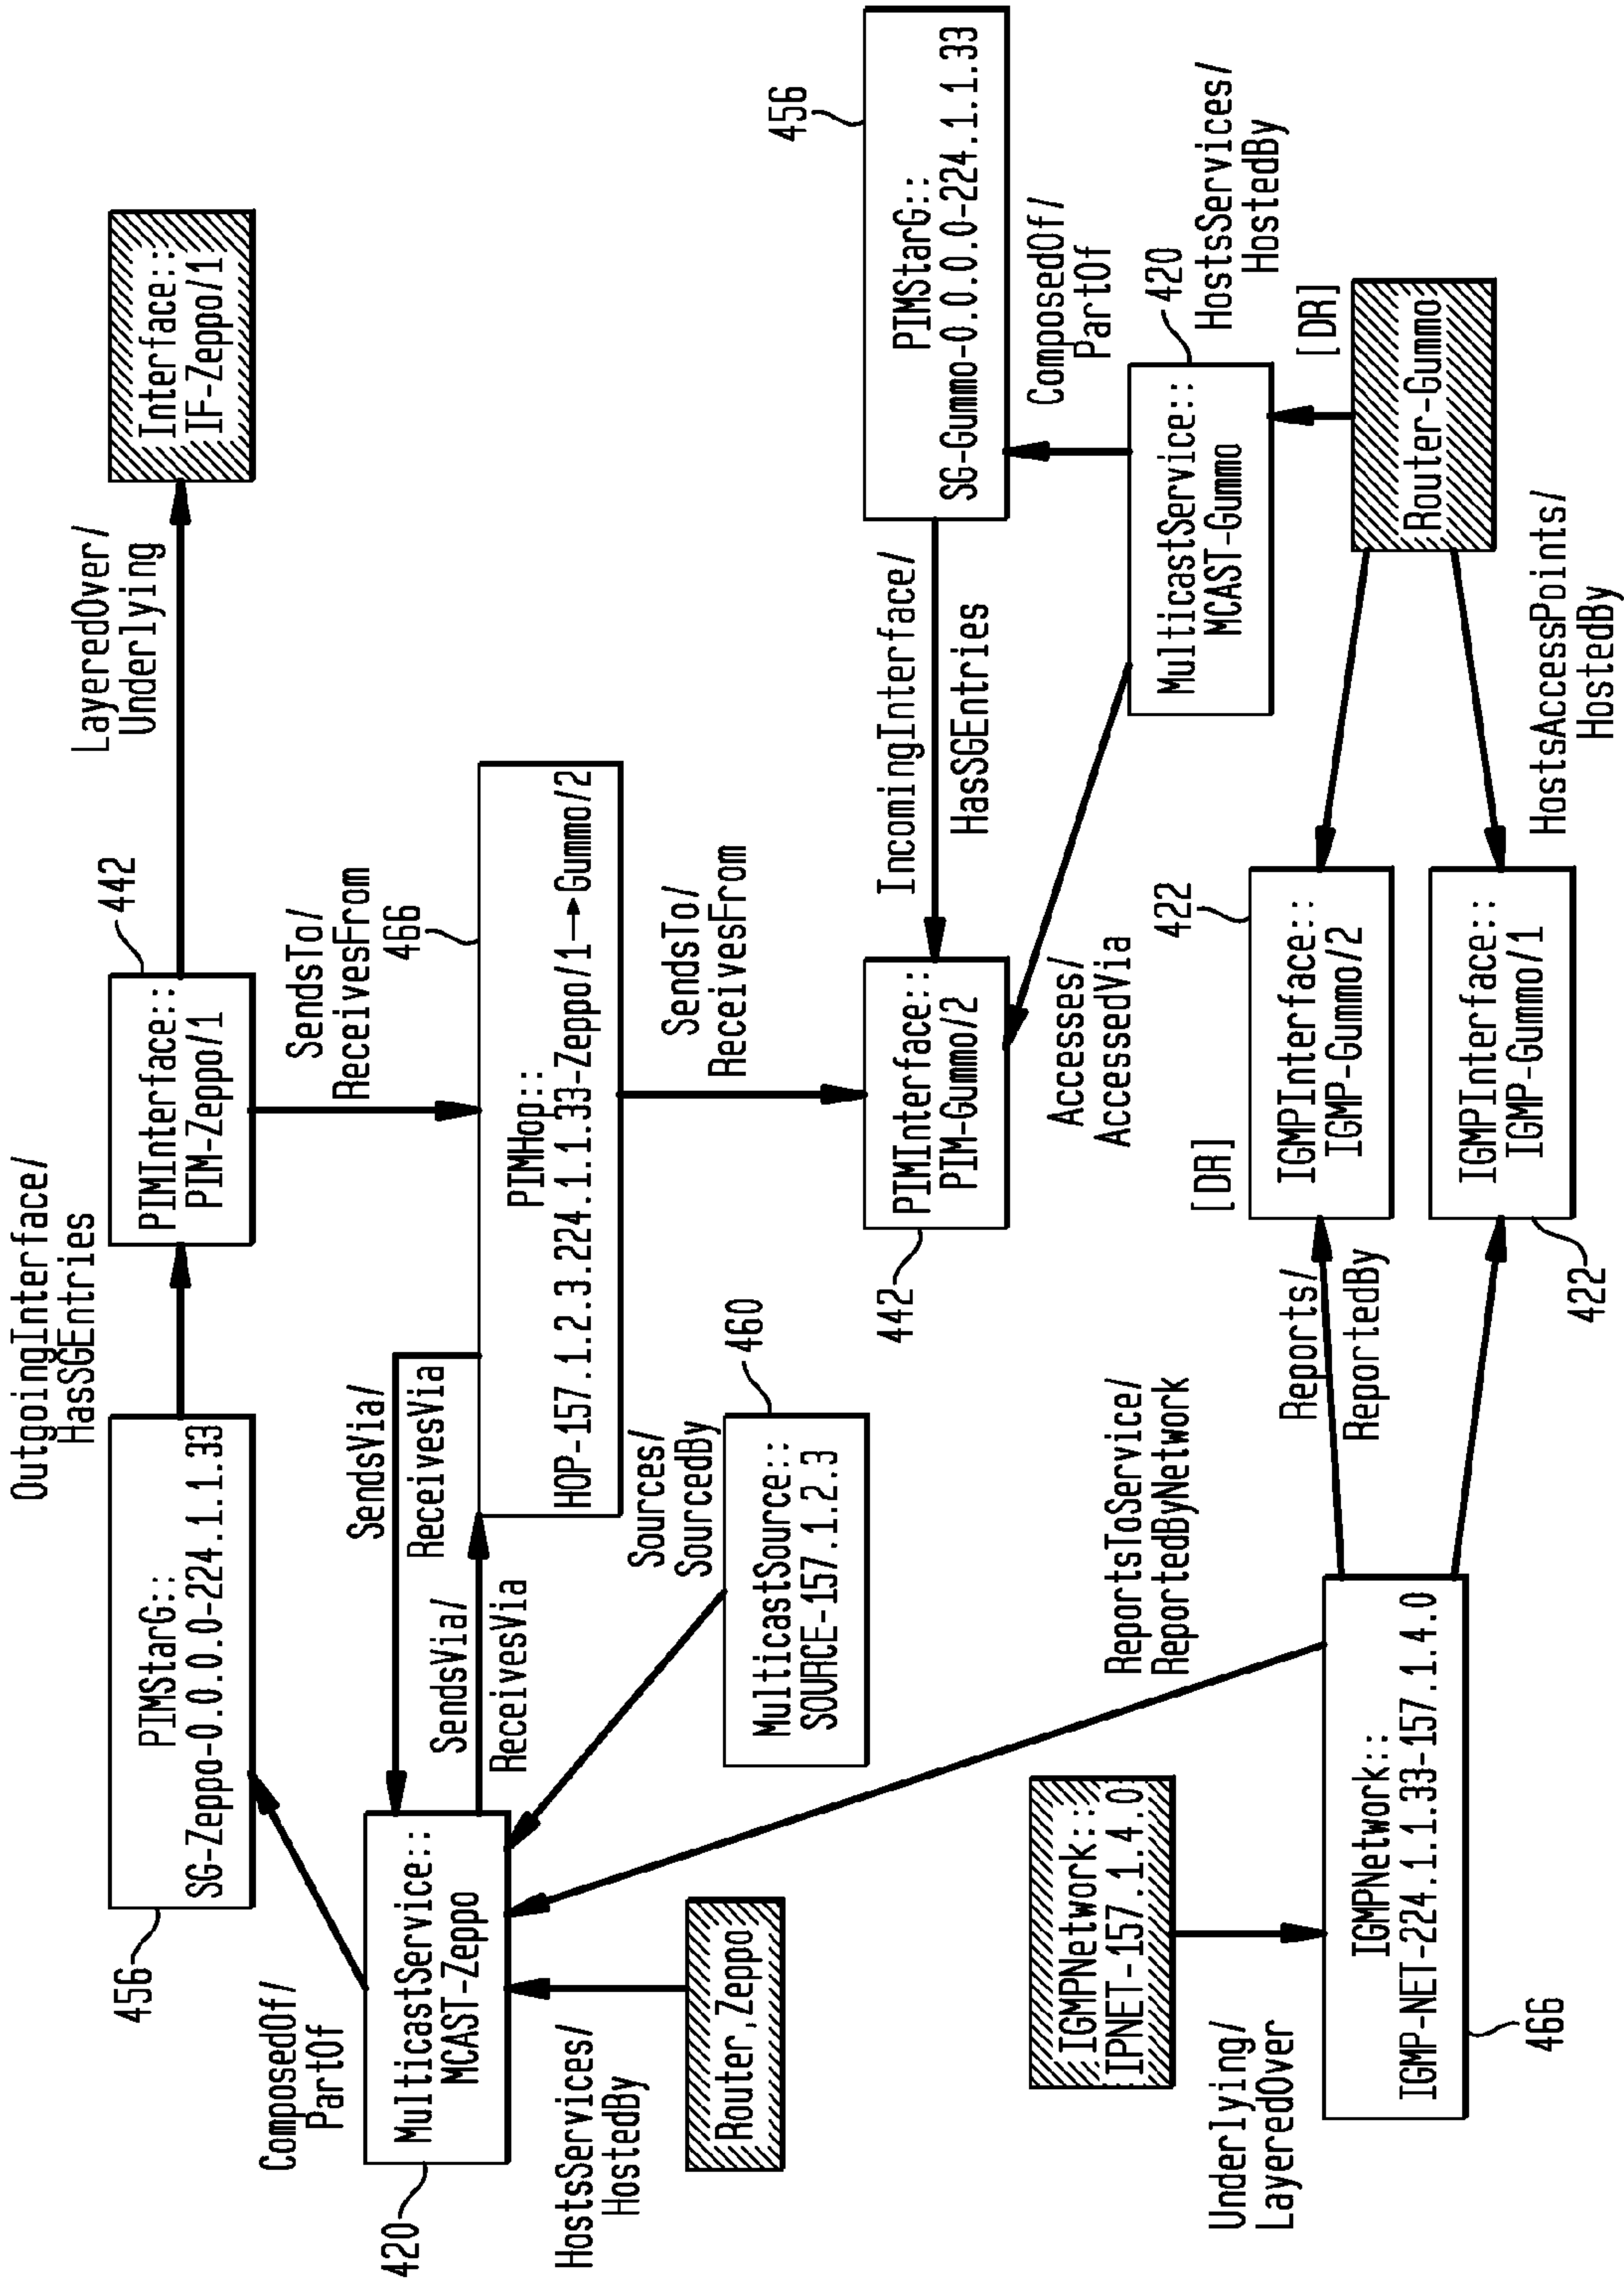 OutgoingInterface/
HasSGEntries
LayeredOver/
Underlying
442
456
PIMStarG::
SG-Zeppo-0.0.0.0-224.1.1.33
PIMInterface::
PIM-Zeppo/1
Interface::
IF-Zeppo/1
ComposedOf/
PartOf
SendsVia/
ReceivesVia
SendsTo/
ReceivesFrom
466
420
MulticastService::
MCAST-Zeppo
SendsVia/
ReceivesVia
PIMHop::
HOP-157.1.2.3.224.1.1.33-Zeppo/1→Gummo/2
HostsServices/
HostedBy
Router,Zeppo
Sources/
SourcedBy
460
MulticastSource::
SOURCE-157.1.2.3
SendsTo/
ReceivesFrom
456
IncomingInterface/
HasSGEntries
442
PIMInterface::
PIM-Gummo/2
PIMStarG::
SG-Gummo-0.0.0.0-224.1.1.33
ComposedOf/
PartOf
Accesses/
AccessedVia
MulticastService::
MCAST-Gummo
420
HostsServices/
HostedBy
ReportsToService/
ReportedByNetwork
IGMPNetwork::
IPNET-157.1.4.0
Underlying/
LayeredOver
IGMPNetwork::
IGMP-NET-224.1.1.33-157.1.4.0
466
Reports/
ReportedBy
[DR]
422
IGMPInterface::
IGMP-Gummo/2
IGMPInterface::
IGMP-Gummo/1
422
[DR]
Router-Gummo
HostsAccessPoints/
HostedBy